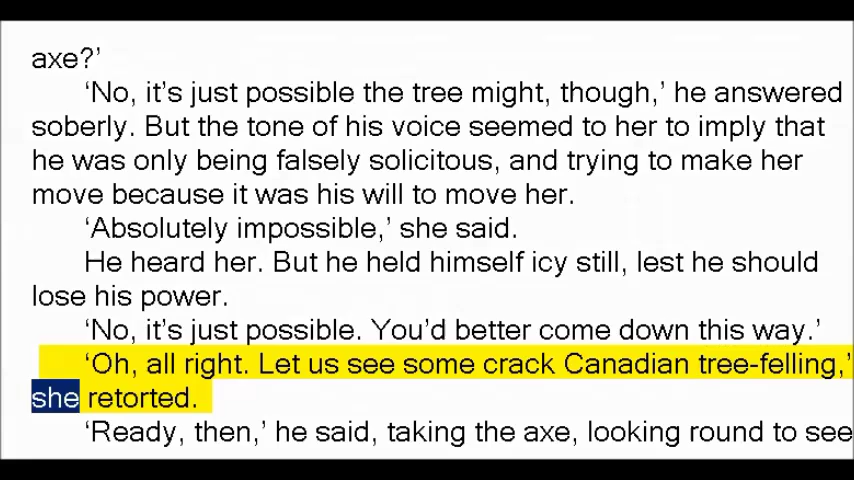 axe?’
‘No, it’s just possible the tree might, though,’ he answered
soberly. But the tone of his voice seemed to her to imply that
he was only being falsely solicitous, and trying to make her
move because it was his will to move her.
‘Absolutely impossible,’ she said.
He heard her. But he held himself icy still, lest he should
lose his power.
‘No, it’s just possible. You’d better come down this way.’
‘Oh, all right. Let us see some crack Canadian tree-felling,’
she retorted.
‘Ready, then,’ he said, taking the axe, looking round to see